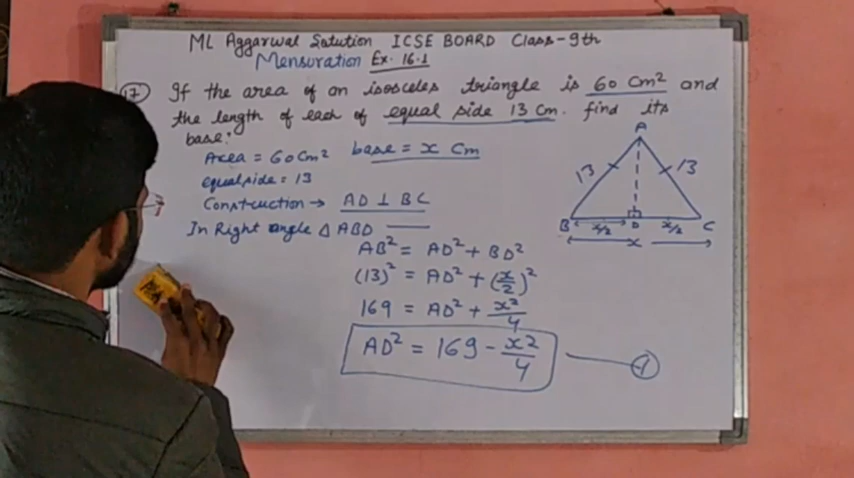 ML Aggarwal Solution ICSE BOARD Class-9th
Mensuration Ex. 16.1
17) If the area of an isosceles triangle is 60 Cm² and
the length of each of equal side 13 Cm. find its
base:
Area = 60 Cm² base = x Cm
equal side = 13
Construction → AD ⊥ BC
In Right angle △ ABD
AB² = AD² + BD²
(13)² = AD² + (x/2)²
169 = AD² + x²/4
AD² = 169 - x²/4 — 1
A
13 13
B x/2 D x/2 C
x